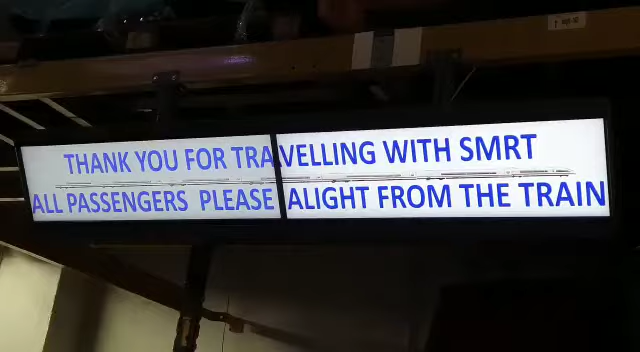 THANK YOU FOR TRAVELLING WITH SMRT
ALL PASSENGERS PLEASE ALIGHT FROM THE TRAIN